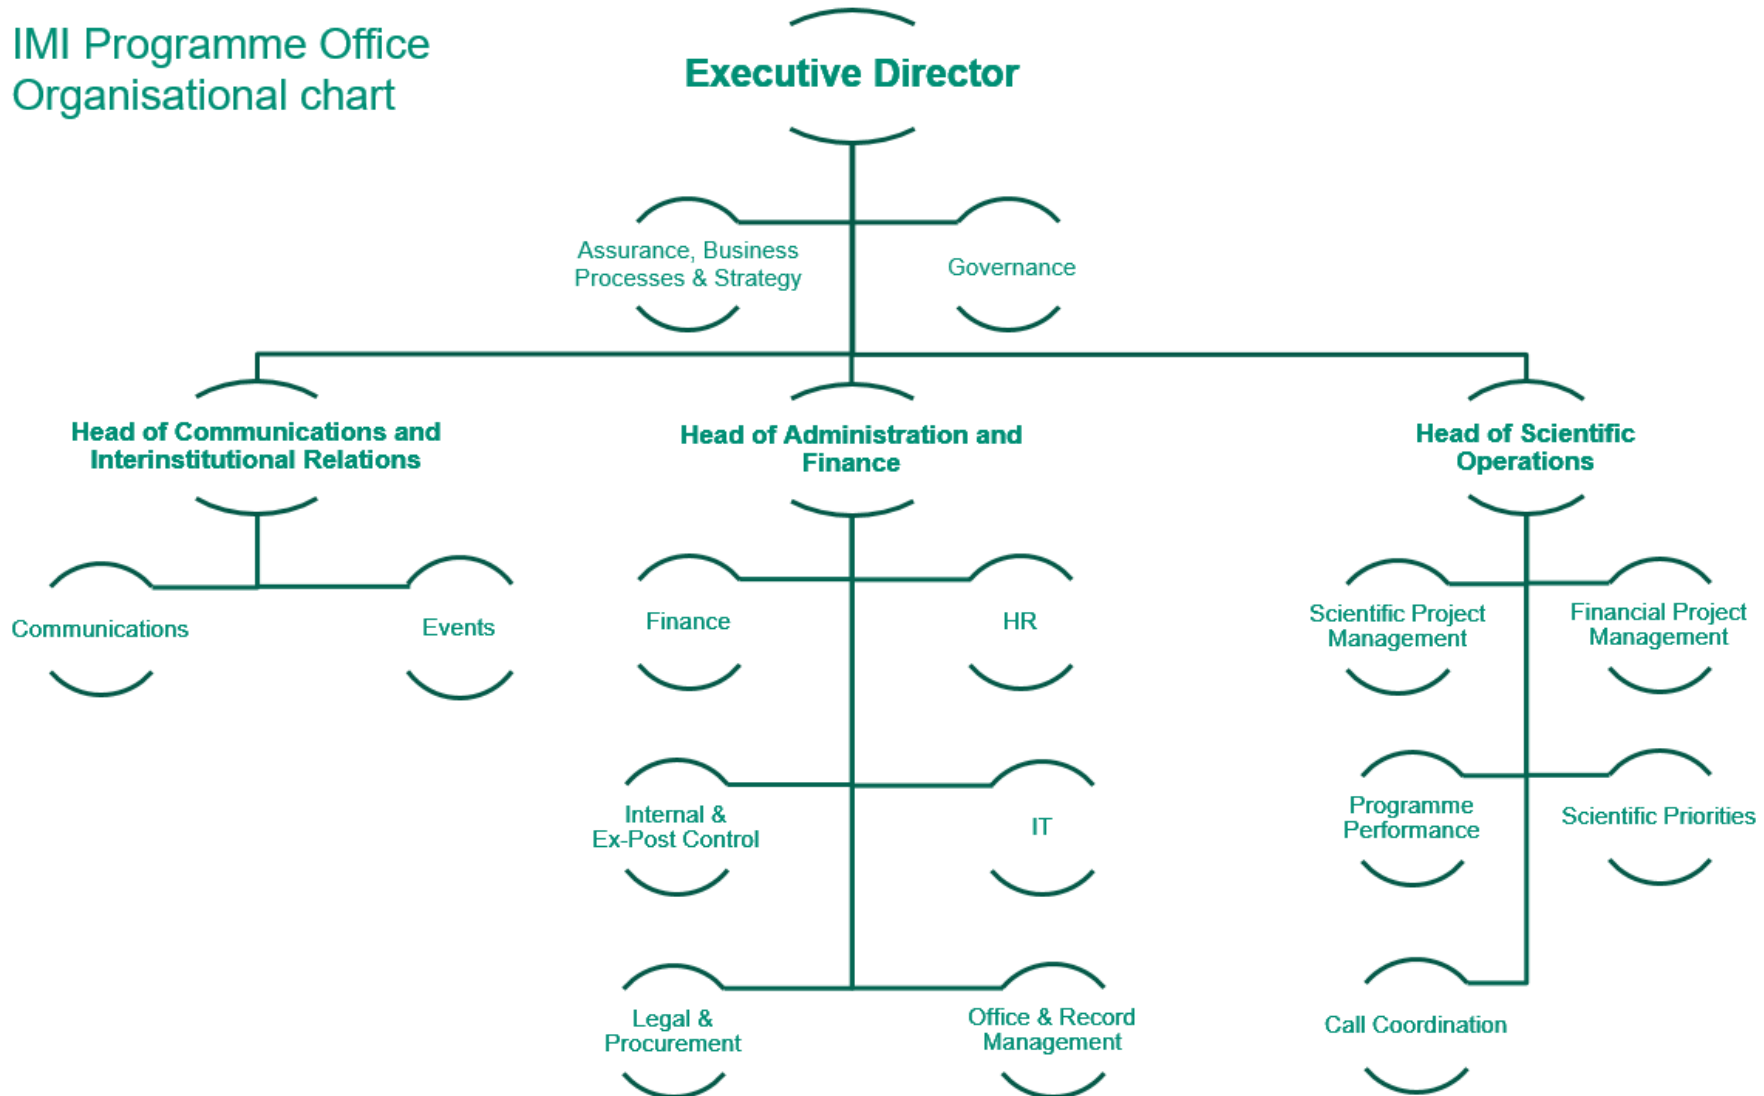 IMI Programme Office
Organisational chart
Executive Director
Assurance, Business
Processes & Strategy
Governance
Head of Communications and
Interinstitutional Relations
Head of Administration and
Finance
Head of Scientific
Operations
Communications
Events
Finance
HR
Scientific Project
Management
Financial Project
Management
Internal &
Ex-Post Control
IT
Programme
Performance
Scientific Priorities
Legal &
Procurement
Office & Record
Management
Call Coordination